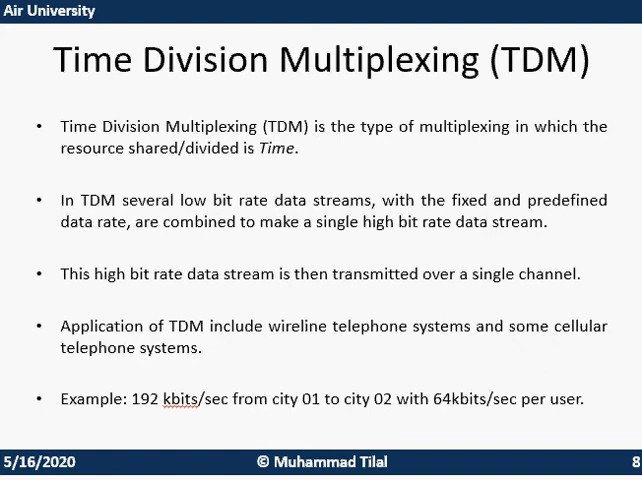 Air University
Time Division Multiplexing (TDM)
• Time Division Multiplexing (TDM) is the type of multiplexing in which the
resource shared/divided is Time.
• In TDM several low bit rate data streams, with the fixed and predefined
data rate, are combined to make a single high bit rate data stream.
• This high bit rate data stream is then transmitted over a single channel.
• Application of TDM include wireline telephone systems and some cellular
telephone systems.
• Example: 192 kbits/sec from city 01 to city 02 with 64kbits/sec per user.
5/16/2020 © Muhammad Tilal 8